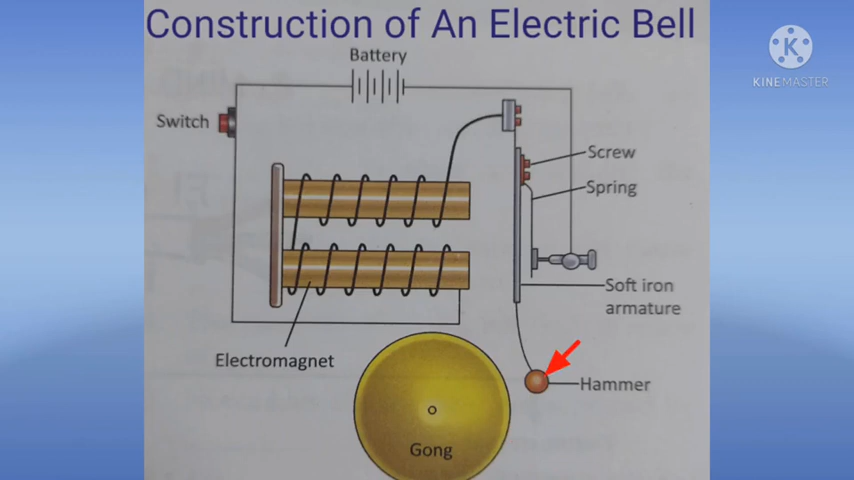 Construction of An Electric Bell
Battery
K
KINEMASTER
Switch
Screw
Spring
Soft iron
armature
Electromagnet
Hammer
Gong